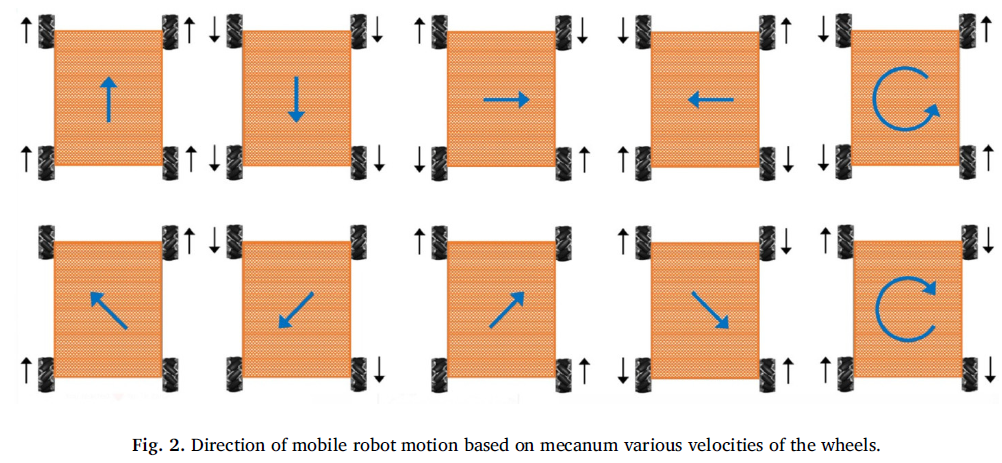 Fig. 2. Direction of mobile robot motion based on mecanum various velocities of the wheels.